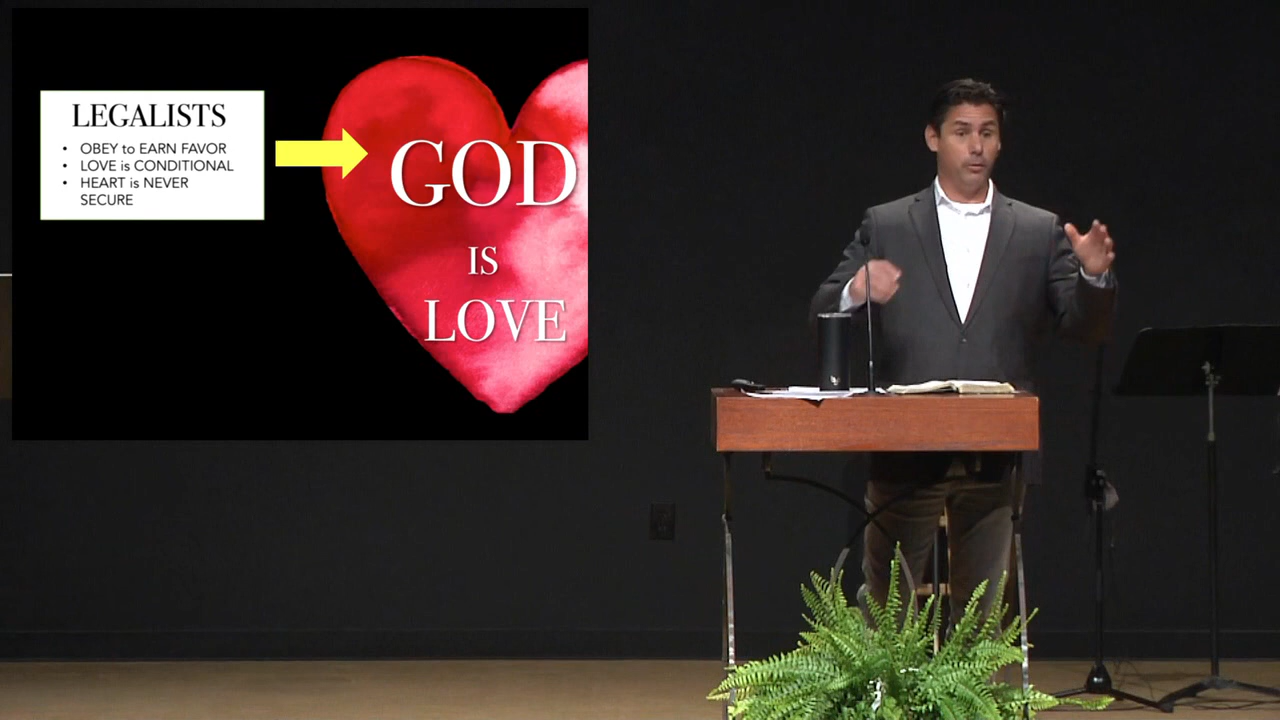 LEGALISTS
• OBEY to EARN FAVOR
• LOVE is CONDITIONAL
• HEART is NEVER
SECURE
GOD
IS
LOVE